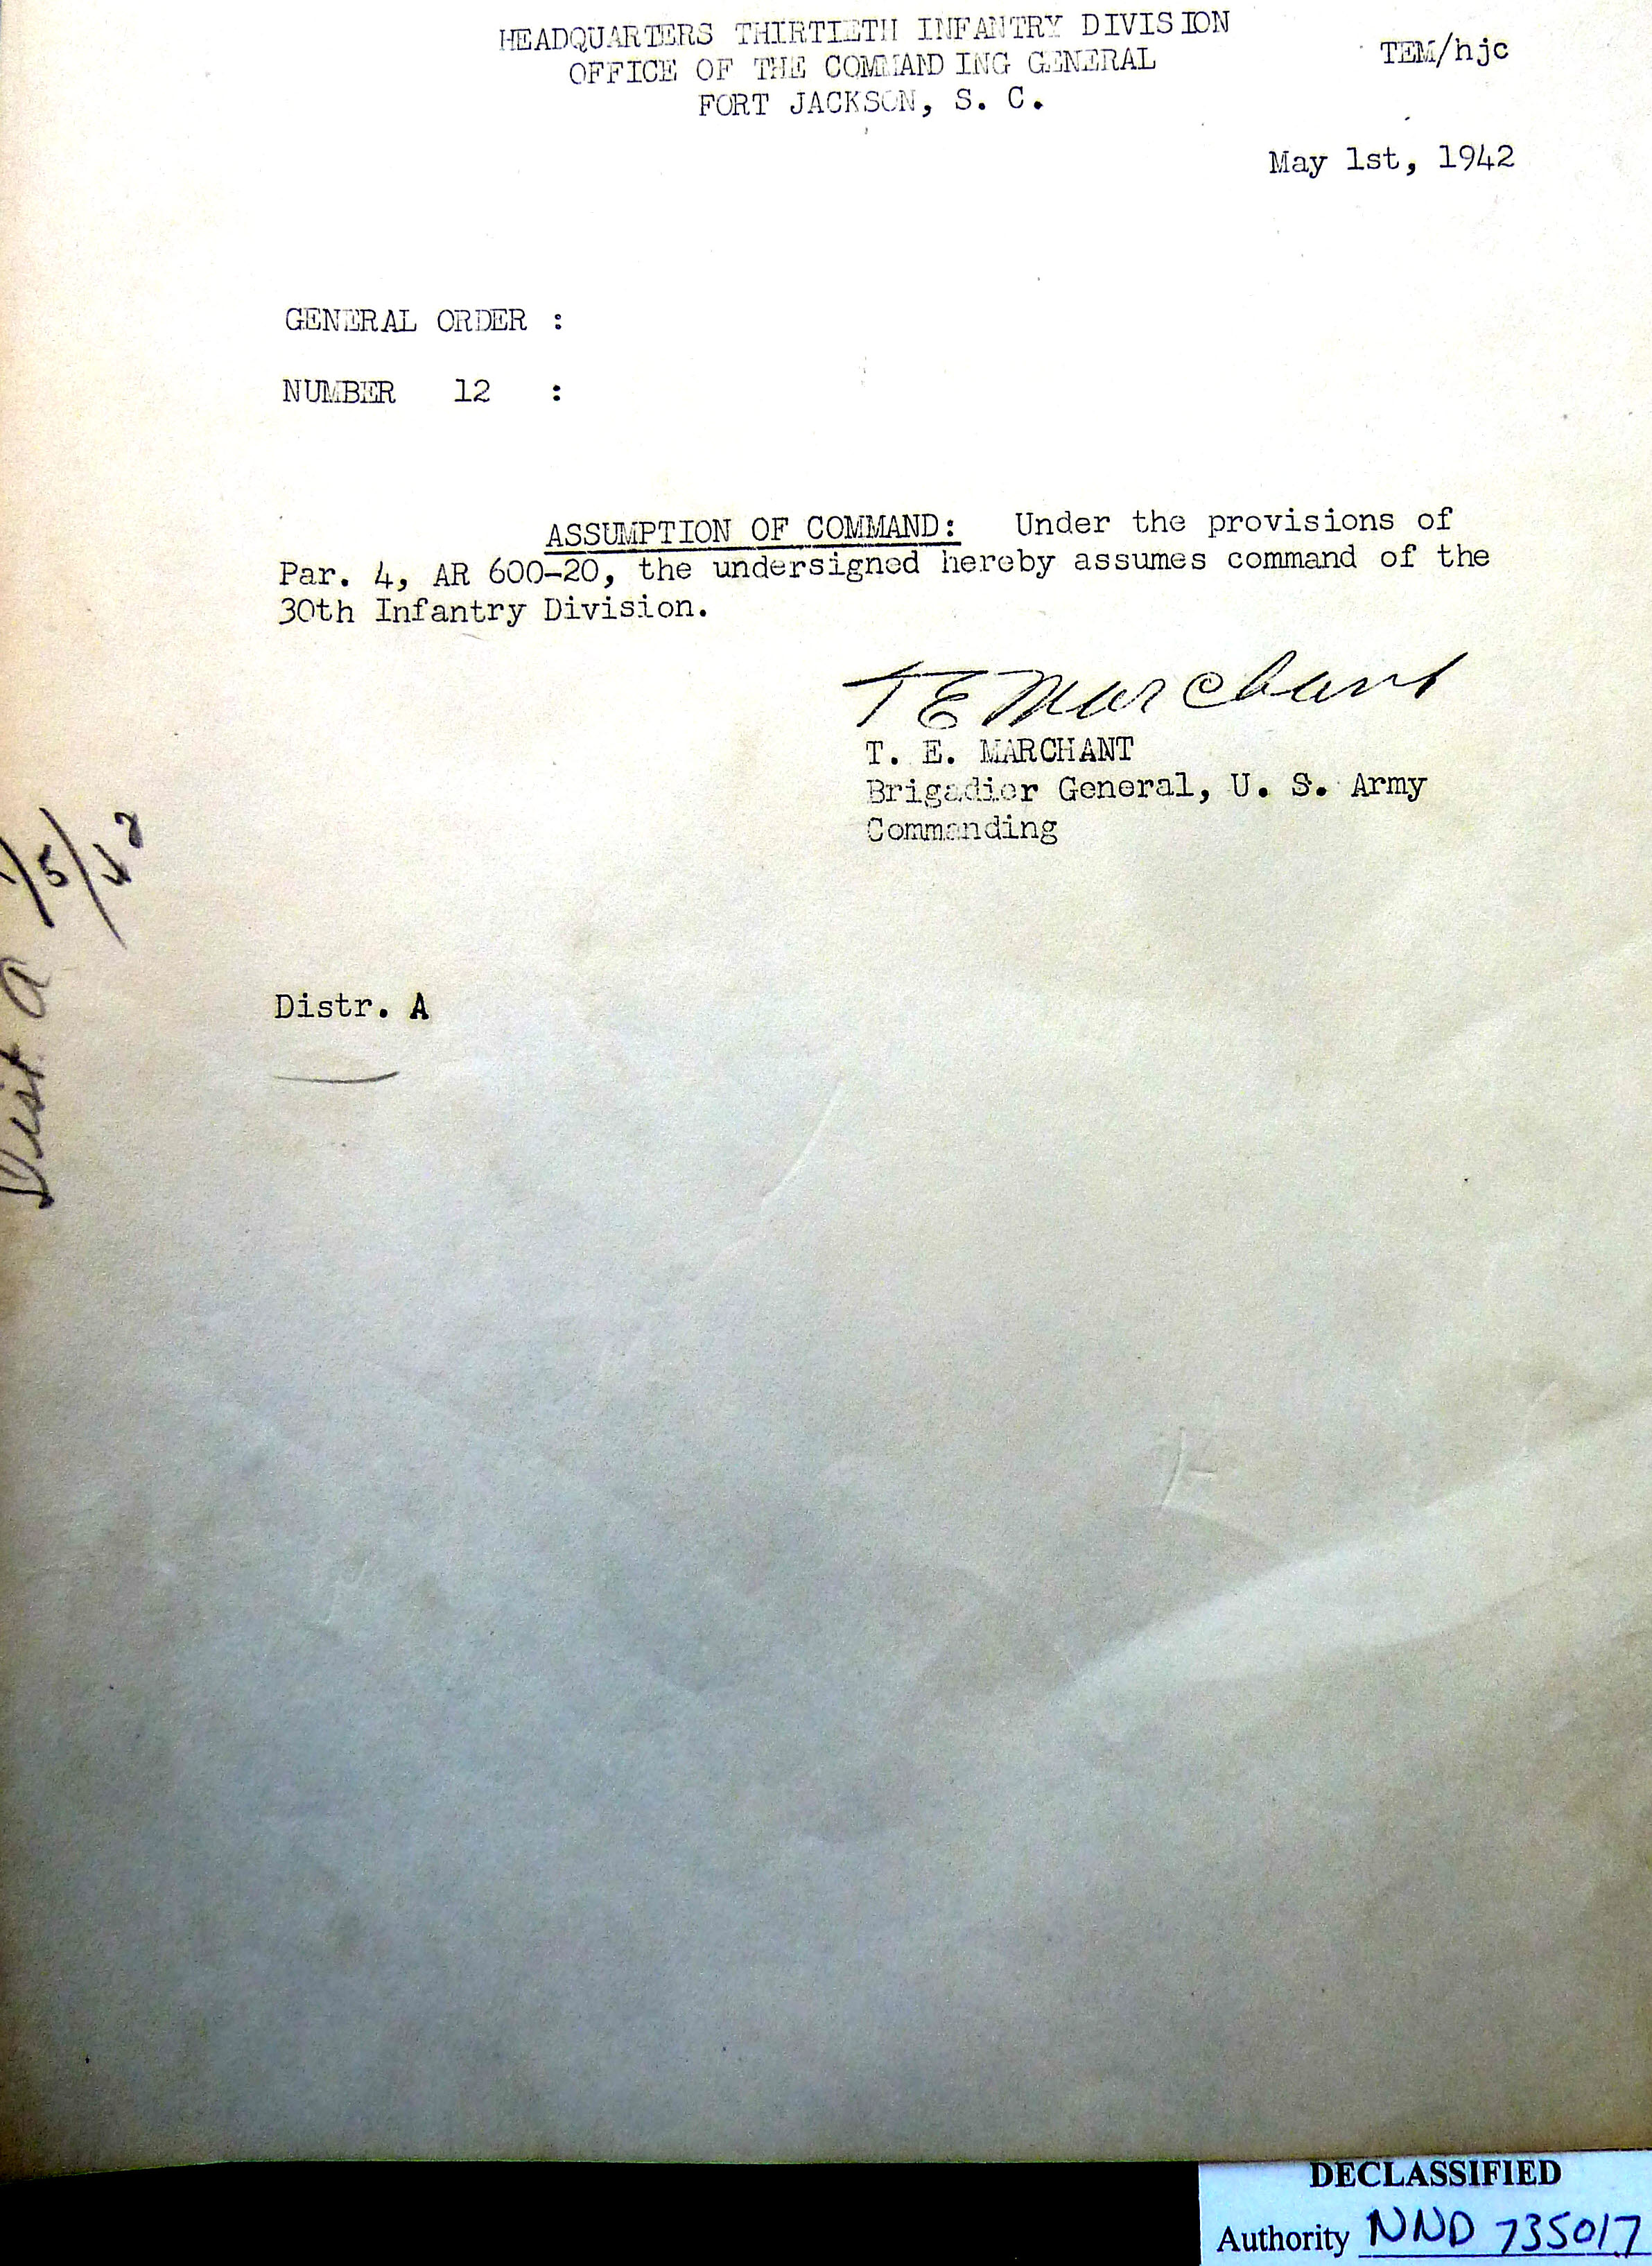 HEADQUARTERS THIRTIETH INFANTRY DIVISION
OFFICE OF THE COMMANDING GENERAL
FORT JACKSON, S. C.
TEM/hjc
May 1st, 1942
GENERAL ORDER :
NUMBER 12 :
ASSUMPTION OF COMMAND: Under the provisions of
Par. 4, AR 600-20, the undersigned hereby assumes command of the
30th Infantry Division.
T E Marchant
T. E. MARCHANT
Brigadier General, U. S. Army
Commanding
Distr. A
Dist A
DECLASSIFIED
Authority NND 735017